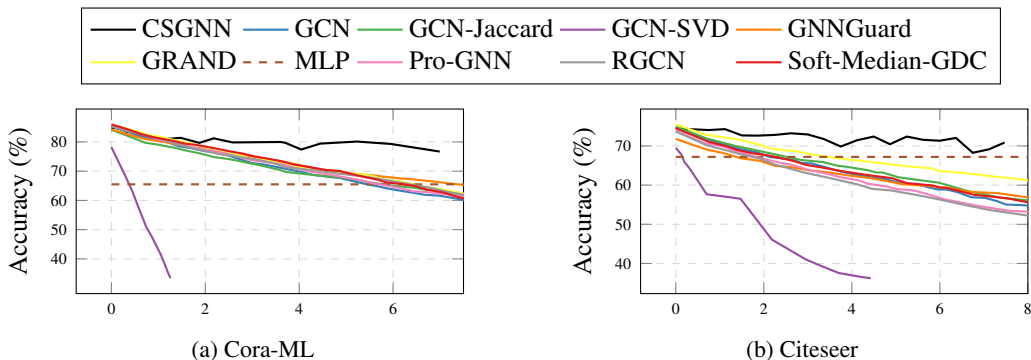 CSGNN GCN GCN-Jaccard GCN-SVD GNNGuard
GRAND MLP Pro-GNN RGCN Soft-Median-GDC
Accuracy (%)
80
70
60
50
40
0 2 4 6
(a) Cora-ML
Accuracy (%)
70
60
50
40
0 2 4 6 8
(b) Citeseer